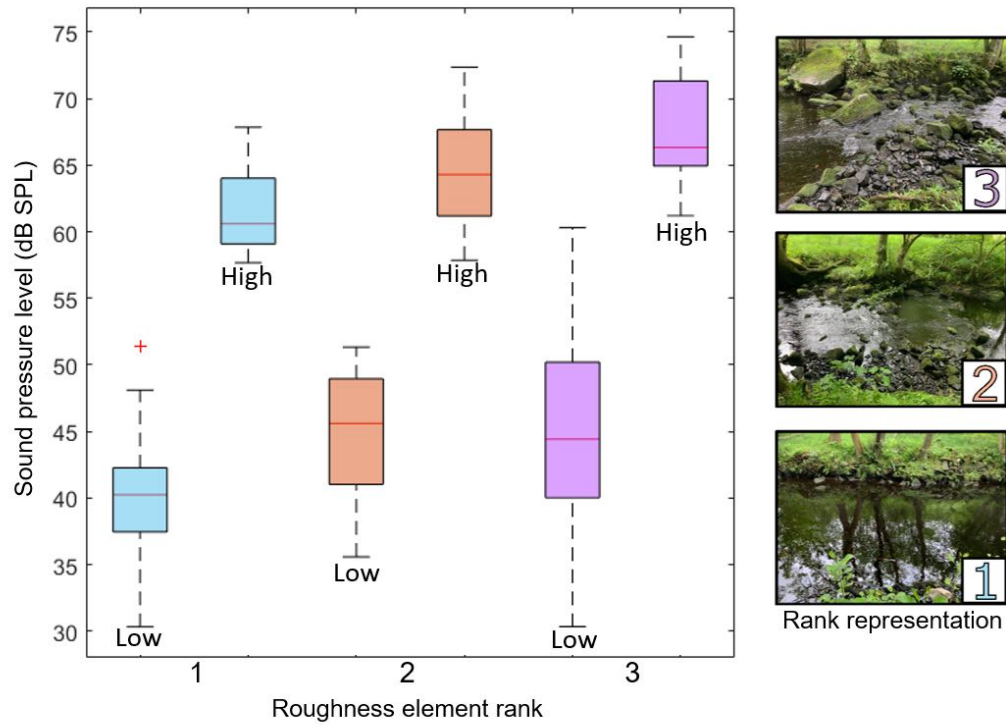 Sound pressure level (dB SPL)
75
70
65
60
55
50
45
40
35
30
High
High
High
Low
Low
Low
1
2
3
Roughness element rank
3
2
1
Rank representation